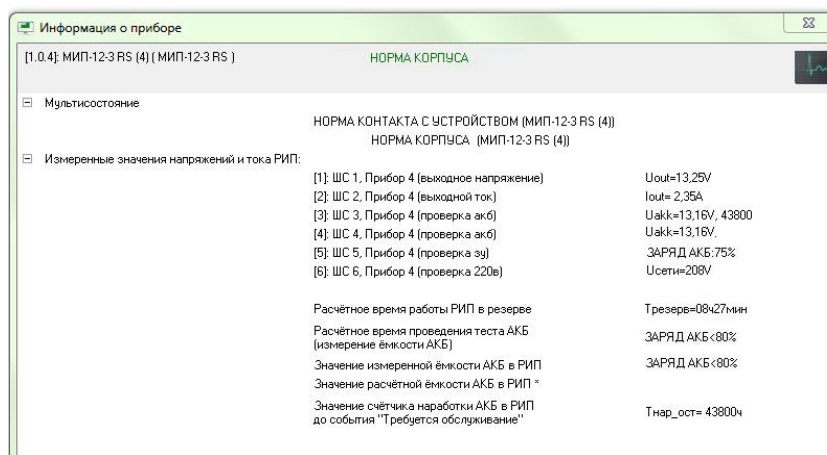 Информация о приборе
[1.0.4]: МИП-12-3 RS (4) ( МИП-12-3 RS ) НОРМА КОРПУСА
Мультисостояние
НОРМА КОНТАКТА С УСТРОЙСТВОМ (МИП-12-3 RS (4))
НОРМА КОРПУСА (МИП-12-3 RS (4))
Измеренные значения напряжений и тока РИП:
[1]: ШС 1, Прибор 4 (выходное напряжение) Uout=13,25V
[2]: ШС 2, Прибор 4 (выходной ток) Iout= 2,35A
[3]: ШС 3, Прибор 4 (проверка акб) Uakk=13,16V, 43800
[4]: ШС 4, Прибор 4 (проверка акб) Uakk=13,16V,
[5]: ШС 5, Прибор 4 (проверка зу) ЗАРЯД АКБ:75%
[6]: ШС 6, Прибор 4 (проверка 220в) Uсети=208V
Расчётное время работы РИП в резерве Tрезерв=08ч27мин
Расчётное время проведения теста АКБ
(измерение ёмкости АКБ) ЗАРЯД АКБ<80%
Значение измеренной ёмкости АКБ в РИП ЗАРЯД АКБ<80%
Значение расчётной ёмкости АКБ в РИП *
Значение счётчика наработки АКБ в РИП
до события "Требуется обслуживание" Тнар_ост= 43800ч